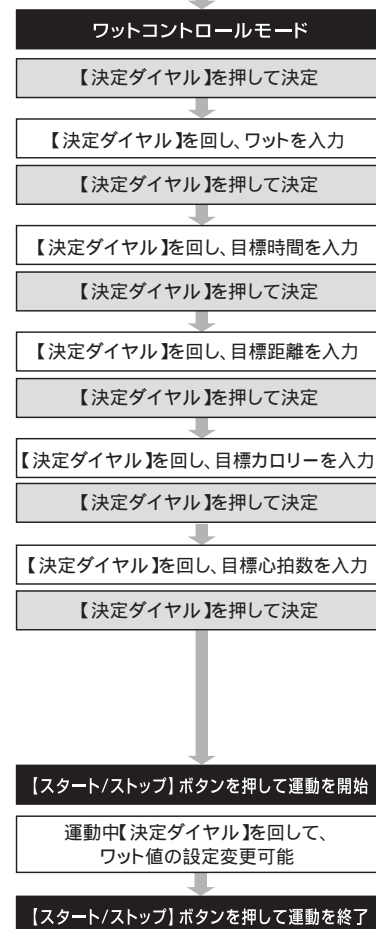 ワットコントロールモード
【決定ダイヤル】を押して決定
【決定ダイヤル】を回し、ワットを入力
【決定ダイヤル】を押して決定
【決定ダイヤル】を回し、目標時間を入力
【決定ダイヤル】を押して決定
【決定ダイヤル】を回し、目標距離を入力
【決定ダイヤル】を押して決定
【決定ダイヤル】を回し、目標カロリーを入力
【決定ダイヤル】を押して決定
【決定ダイヤル】を回し、目標心拍数を入力
【決定ダイヤル】を押して決定
【スタート/ストップ】ボタンを押して運動を開始
運動中【決定ダイヤル】を回して、
ワット値の設定変更可能
【スタート/ストップ】ボタンを押して運動を終了